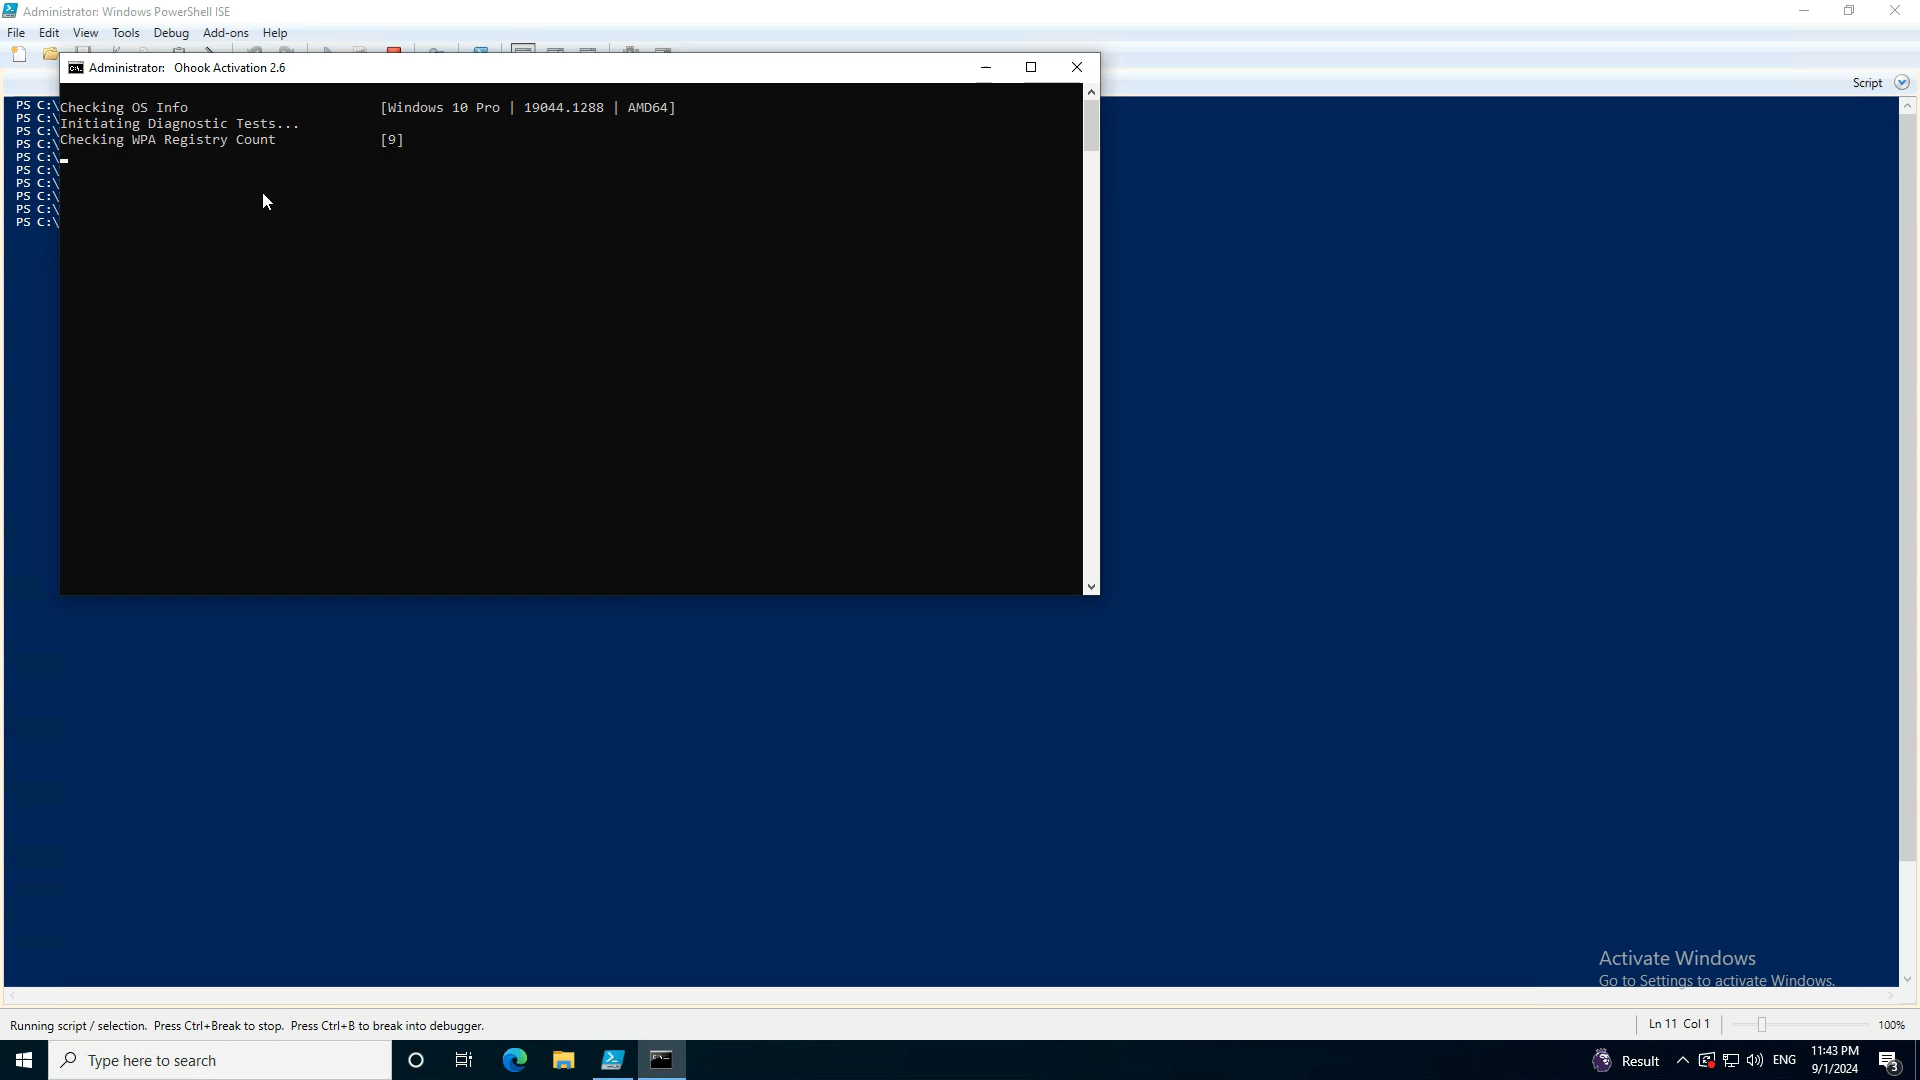 Administrator: Windows PowerShell ISE
File Edit View Tools Debug Add-ons Help
Administrator: Ohook Activation 2.6
Script
Checking OS Info [Windows 10 Pro | 19044.1288 | AMD64]
Initiating Diagnostic Tests...
Checking WPA Registry Count [9]
PS C:\
PS C:\
PS C:\
PS C:\
PS C:\
PS C:\
PS C:\
PS C:\
PS C:\
PS C:\
Activate Windows
Go to Settings to activate Windows.
Running script / selection. Press Ctrl+Break to stop. Press Ctrl+B to break into debugger.
Ln 11 Col 1
100%
Type here to search
Result
ENG
11:43 PM
9/1/2024
3